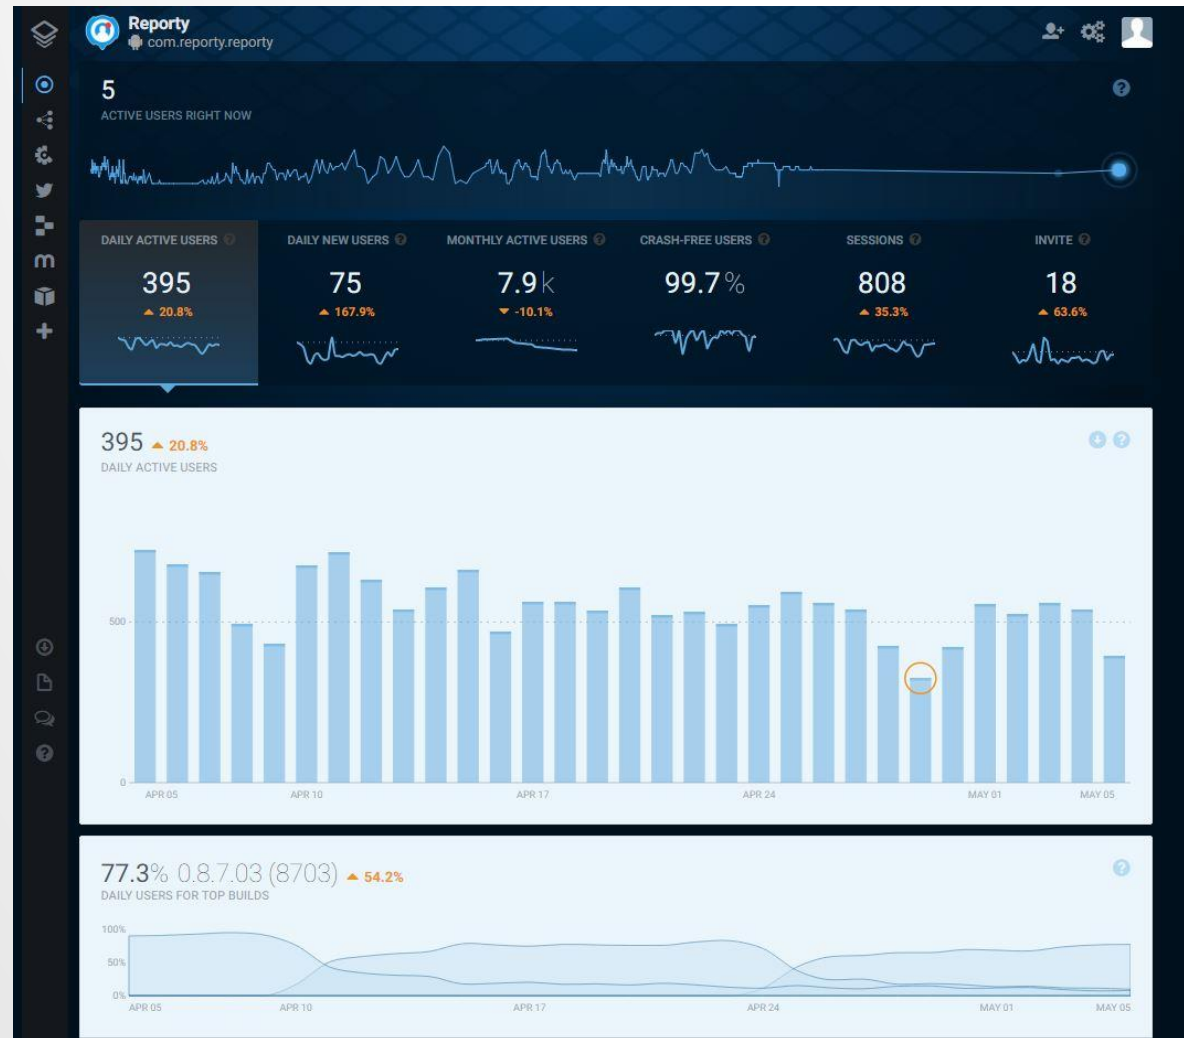 Reporty
com.reporty.reporty
5
ACTIVE USERS RIGHT NOW
DAILY ACTIVE USERS
395
20.8%
DAILY NEW USERS
75
167.9%
MONTHLY ACTIVE USERS
7.9k
-10.1%
CRASH-FREE USERS
99.7%
SESSIONS
808
35.3%
INVITE
18
63.6%
395 20.8%
DAILY ACTIVE USERS
500
0
APR 05 APR 10 APR 17 APR 24 MAY 01 MAY 05
77.3% 0.8.7.03 (8703) 54.2%
DAILY USERS FOR TOP BUILDS
100%
50%
0%
APR 05 APR 10 APR 17 APR 24 MAY 01 MAY 05